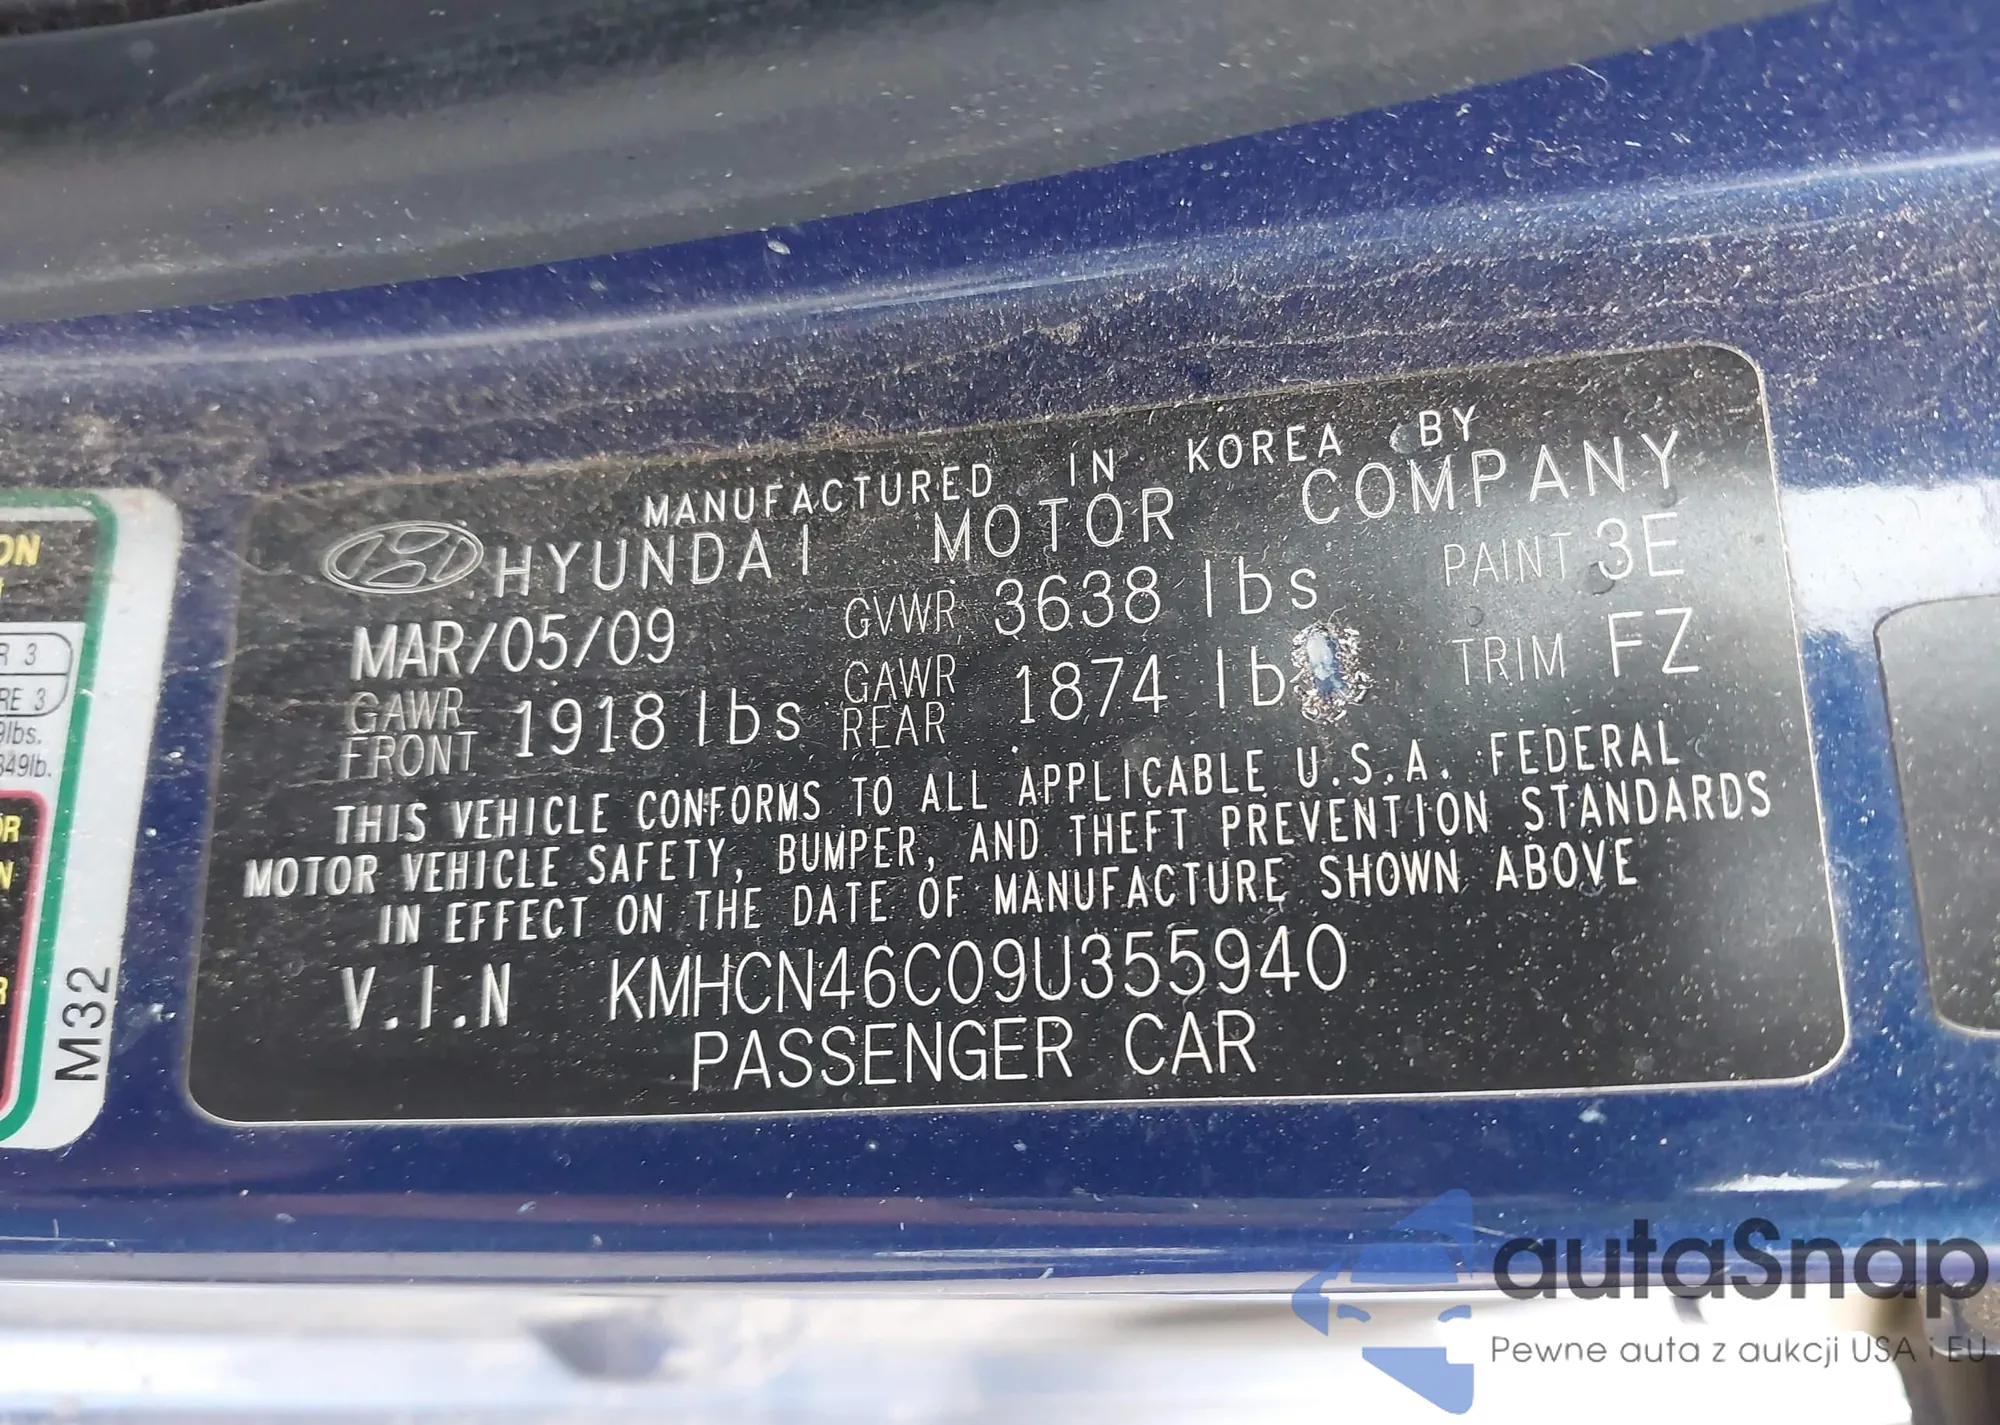 MANUFACTURED IN KOREA BY
HYUNDAI MOTOR COMPANY
MAR/05/09 GVWR 3638 lbs PAINT 3E
GAWR FRONT 1918 lbs GAWR REAR 1874 lb TRIM FZ
THIS VEHICLE CONFORMS TO ALL APPLICABLE U.S.A. FEDERAL
MOTOR VEHICLE SAFETY, BUMPER, AND THEFT PREVENTION STANDARDS
IN EFFECT ON THE DATE OF MANUFACTURE SHOWN ABOVE
V.I.N KMHCN46C09U355940
PASSENGER CAR
M32
autaSnap
Pewne auta z aukcji USA i EU